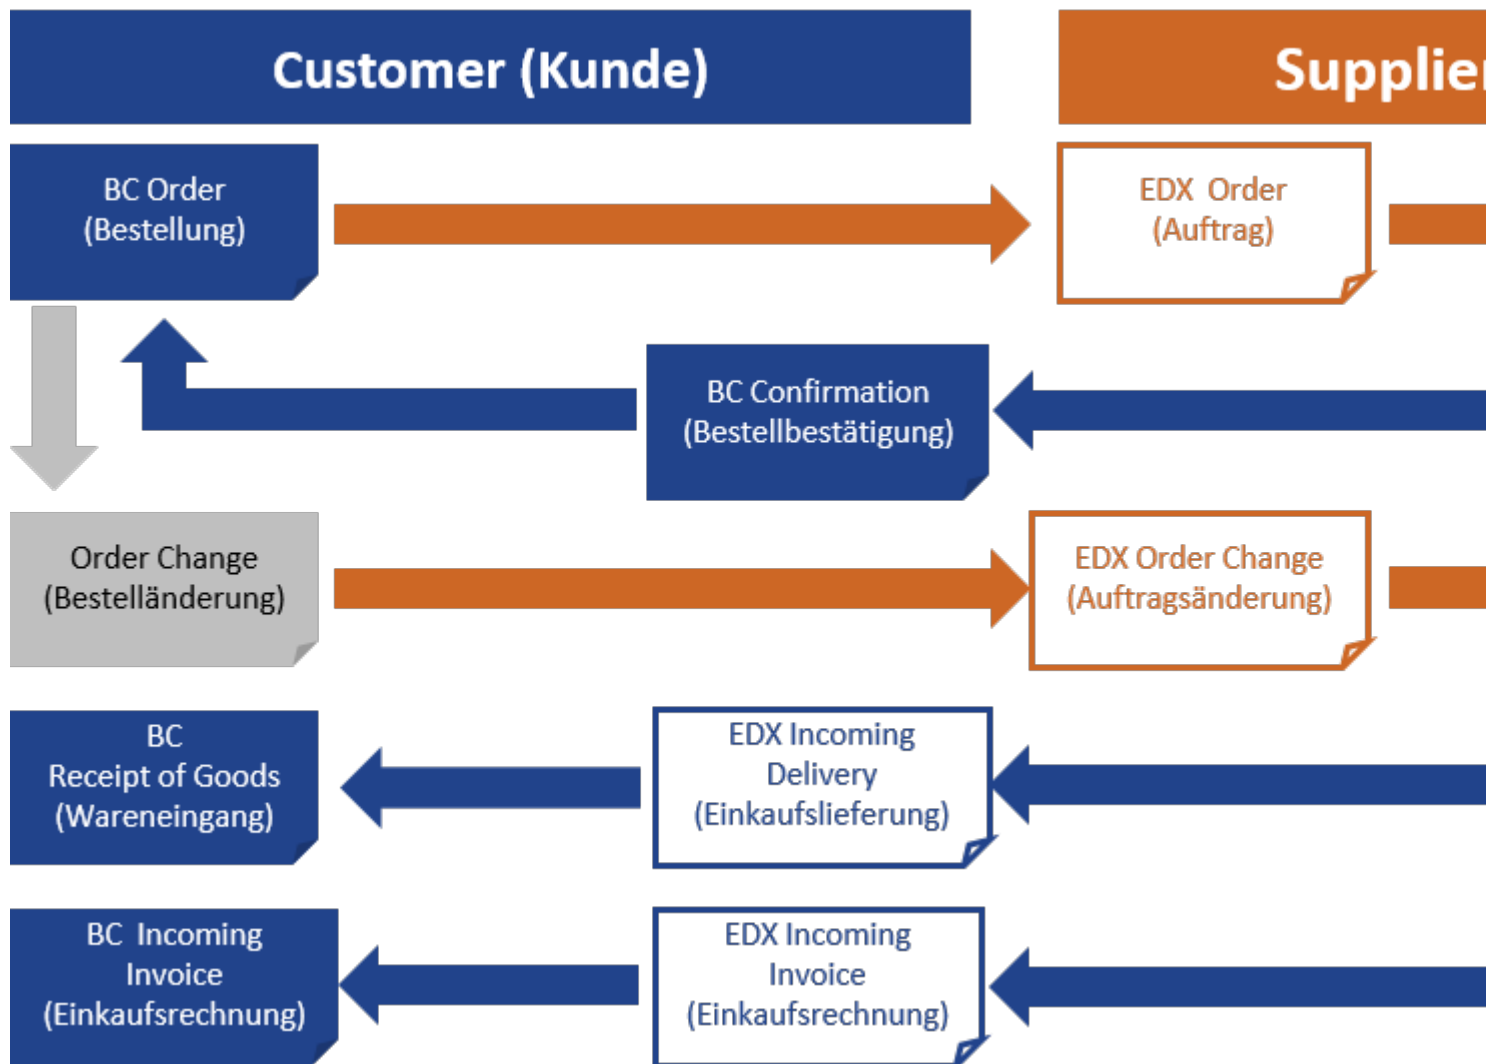 Customer (Kunde)
Supplier
BC Order
(Bestellung)
EDX Order
(Auftrag)
BC Confirmation
(Bestellbestätigung)
Order Change
(Bestelländerung)
EDX Order Change
(Auftragsänderung)
BC
Receipt of Goods
(Wareneingang)
EDX Incoming
Delivery
(Einkaufslieferung)
BC Incoming
Invoice
(Einkaufsrechnung)
EDX Incoming
Invoice
(Einkaufsrechnung)